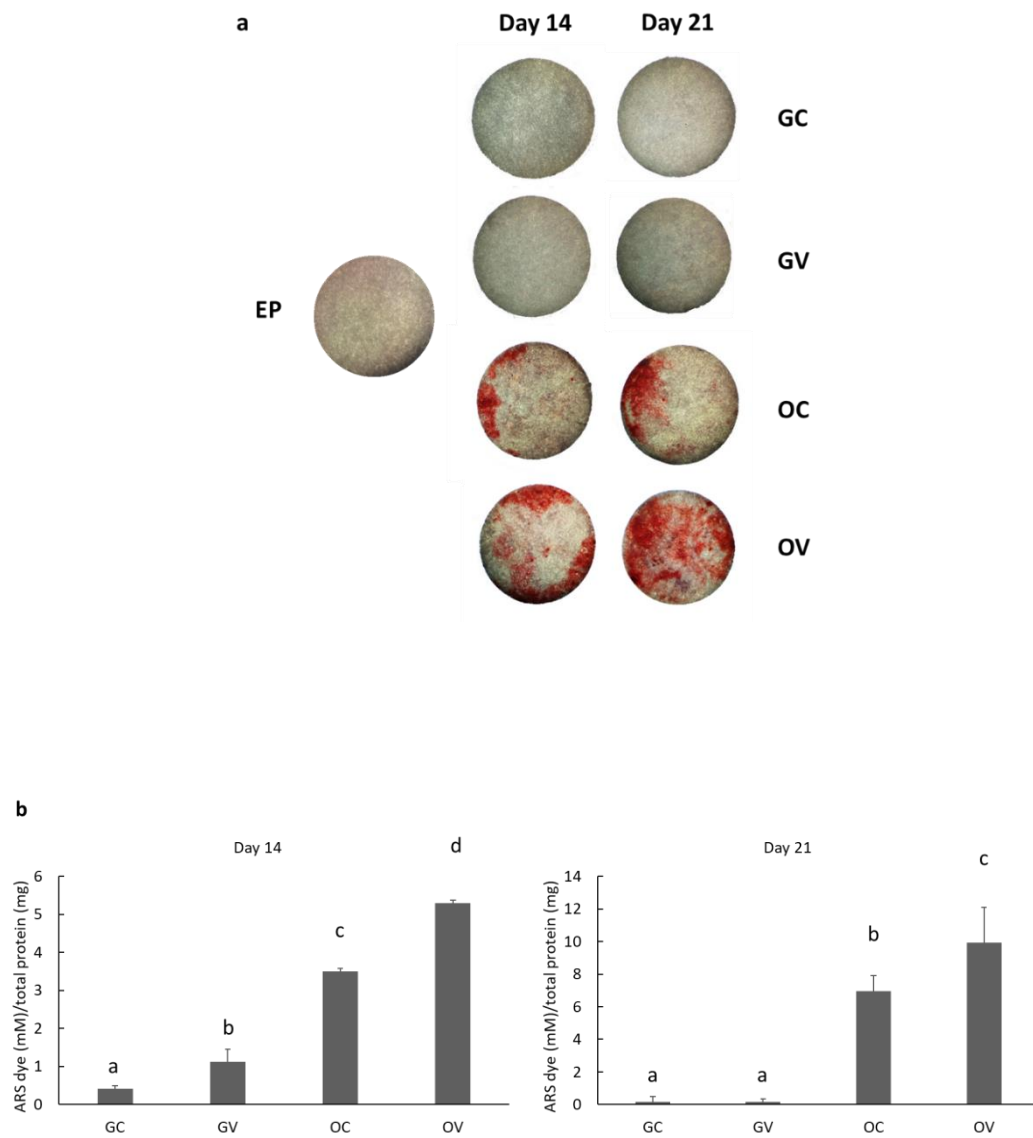 a
Day 14 Day 21
GC
GV
EP
OC
OV
b
Day 14
d
6
5
4
3
2
1
0
ARS dye (mM)/total protein (mg)
a
b
c
GC GV OC OV
Day 21
c
14
12
10
8
6
4
2
0
ARS dye (mM)/total protein (mg)
a
a
b
GC GV OC OV